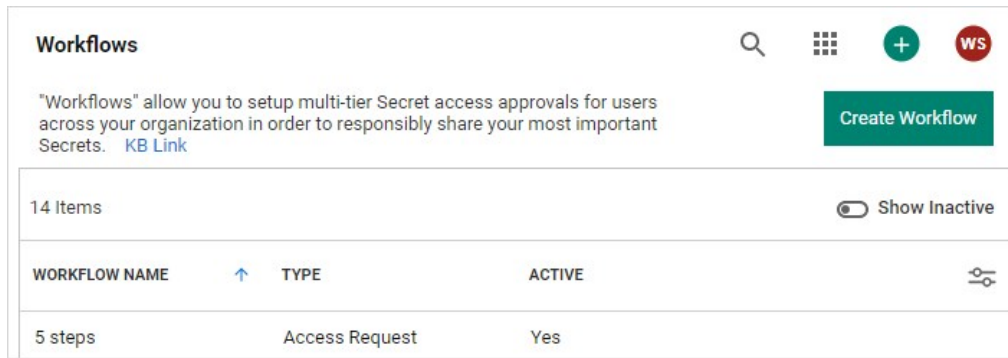 Workflows
WS
"Workflows" allow you to setup multi-tier Secret access approvals for users
across your organization in order to responsibly share your most important
Secrets. KB Link
Create Workflow
14 Items
Show Inactive
WORKFLOW NAME TYPE ACTIVE
5 steps Access Request Yes